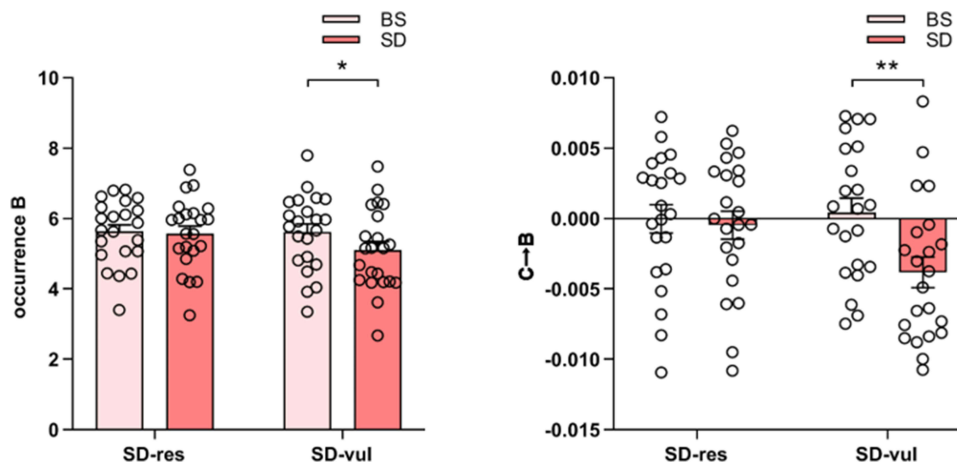 BS
SD
*
occurrence B
10
8
6
4
2
0
SD-res
SD-vul
BS
SD
**
C→B
0.010
0.005
0.000
-0.005
-0.010
-0.015
SD-res
SD-vul